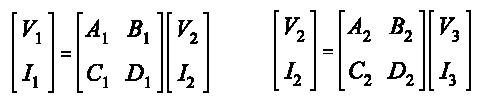 [V₁ I₁] = [A₁ B₁ C₁ D₁] [V₂ I₂]
[V₂ I₂] = [A₂ B₂ C₂ D₂] [V₃ I₃]